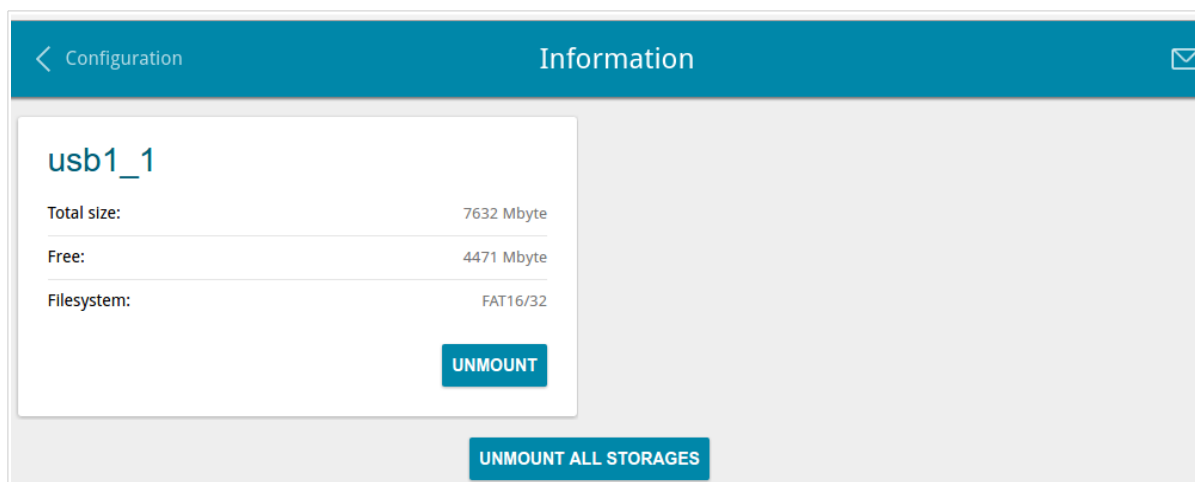 Configuration
Information
usb1_1
Total size: 7632 Mbyte
Free: 4471 Mbyte
Filesystem: FAT16/32
UNMOUNT
UNMOUNT ALL STORAGES